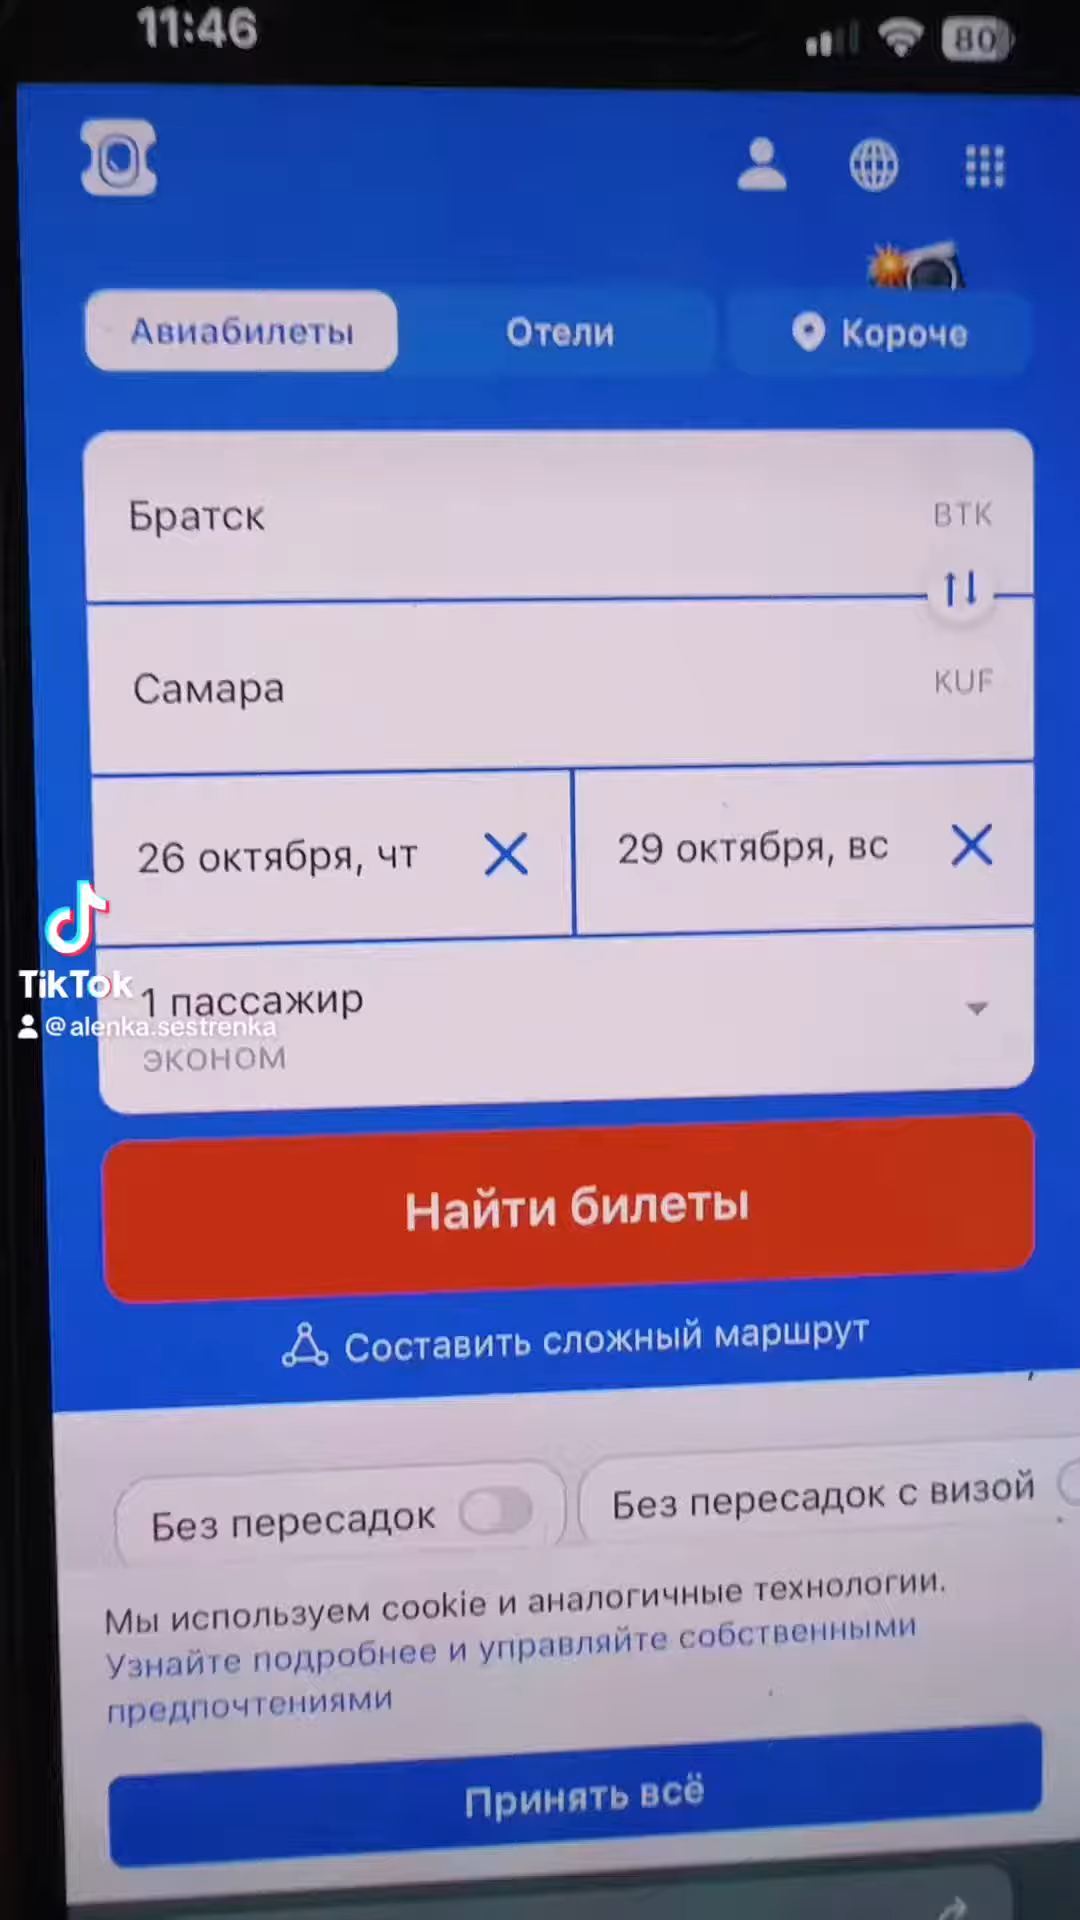 11:46
80
Авиабилеты
Отели
Короче
Братск
BTK
Самара
KUF
26 октября, чт
29 октября, вс
TikTok
@alenka.sestrenka
1 пассажир
эконом
Найти билеты
Составить сложный маршрут
Без пересадок
Без пересадок с визой
Мы используем cookie и аналогичные технологии.
Узнайте подробнее и управляйте собственными
предпочтениями
Принять всё